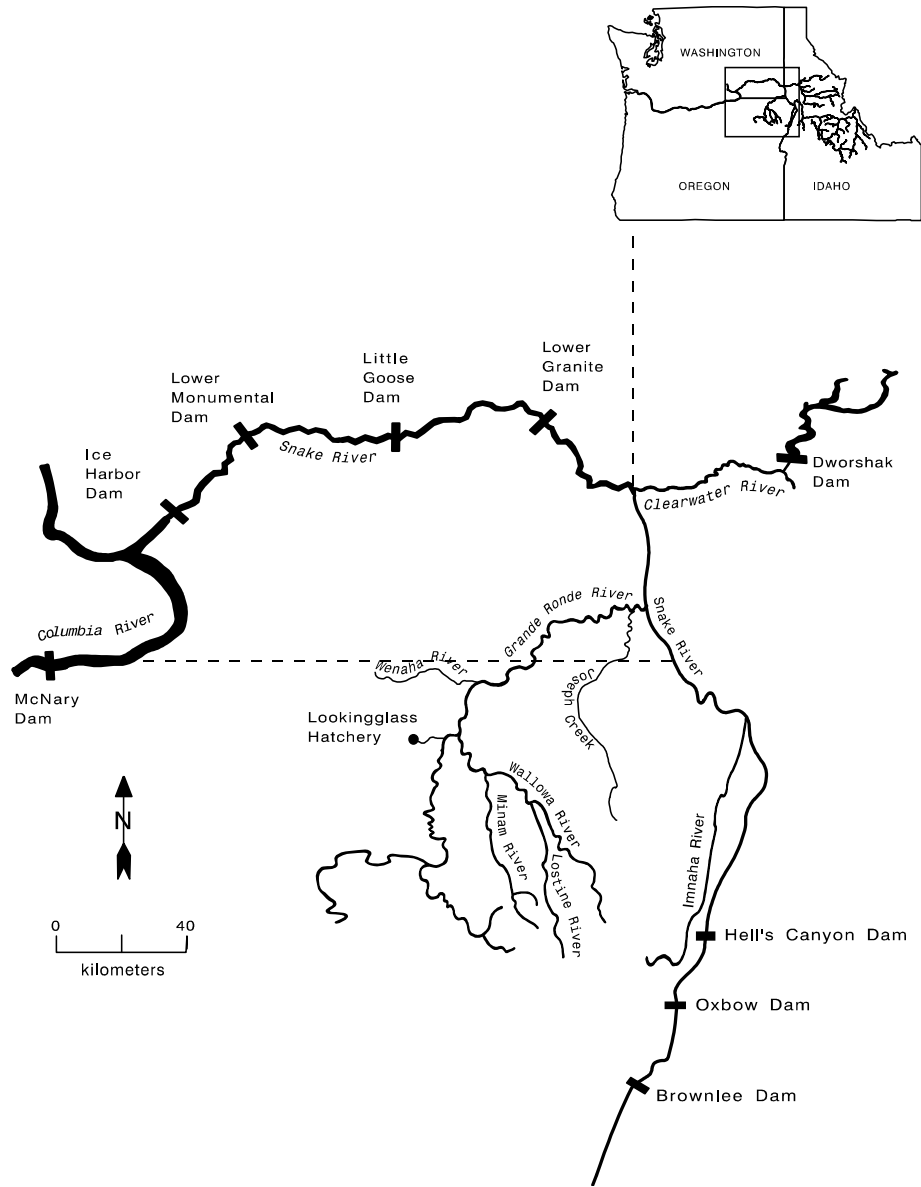 WASHINGTON
OREGON
IDAHO
Lower
Granite
Dam
Little
Goose
Dam
Lower
Monumental
Dam
Ice
Harbor
Dam
Snake River
Dworshak
Dam
Clearwater River
Columbia River
Grande Ronde River
Snake River
Wenaha River
Joseph Creek
McNary
Dam
Lookingglass
Hatchery
Wallowa River
Minam River
Lostine River
Imnaha River
N
0 40
kilometers
Hell's Canyon Dam
Oxbow Dam
Brownlee Dam